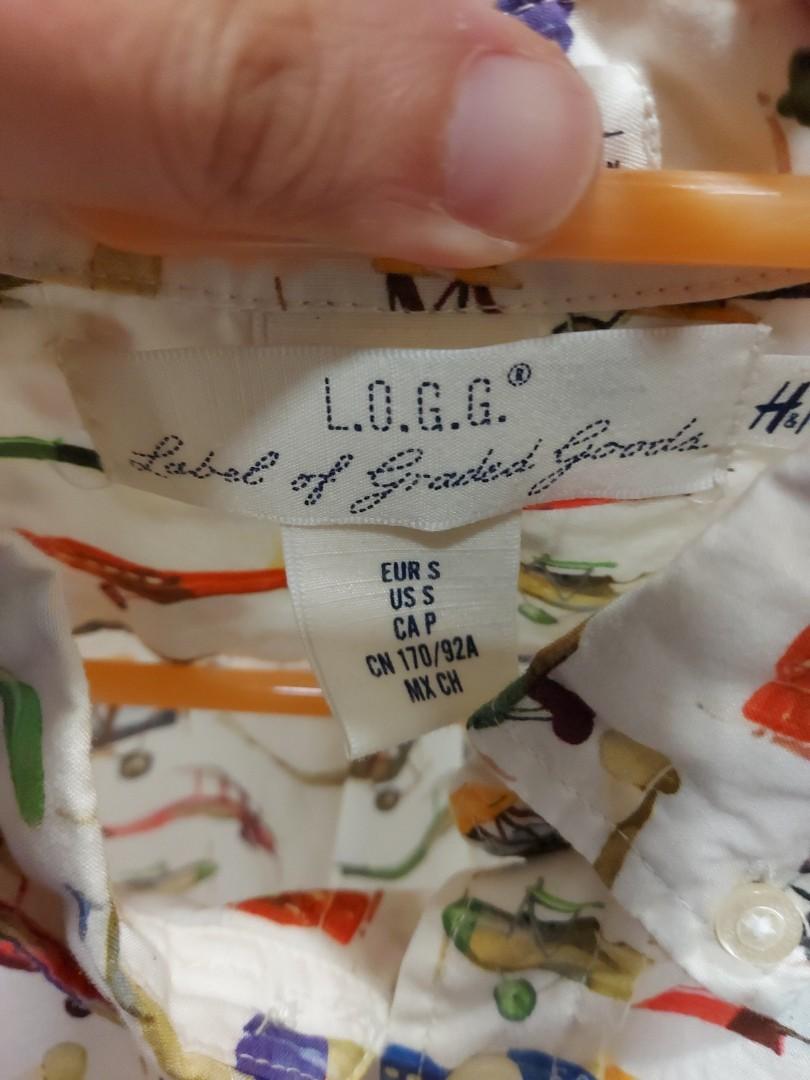 L.O.G.G.®
Label of Graded Goods
H&
EUR S
US S
CA P
CN 170/92A
MX CH